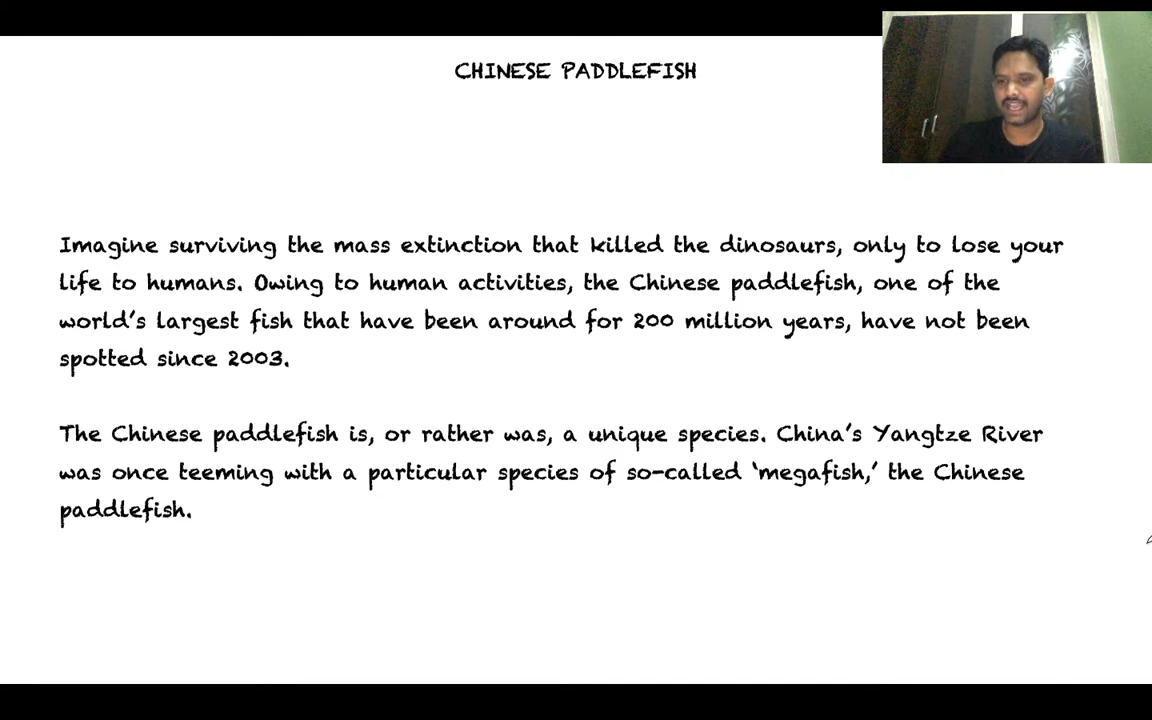 CHINESE PADDLEFISH
Imagine surviving the mass extinction that killed the dinosaurs, only to lose your
life to humans. Owing to human activities, the Chinese paddlefish, one of the
world's largest fish that have been around for 200 million years, have not been
spotted since 2003.
The Chinese paddlefish is, or rather was, a unique species. China's Yangtze River
was once teeming with a particular species of so-called 'megafish,' the Chinese
paddlefish.